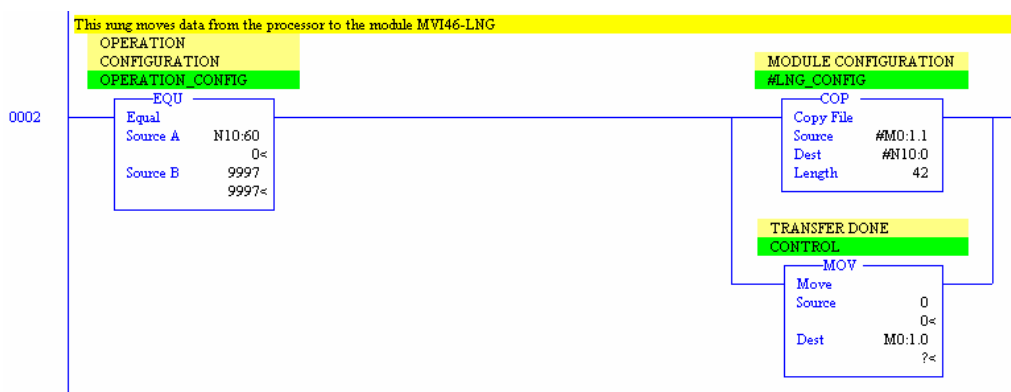 This rung moves data from the processor to the module MVI46-LNG
OPERATION
CONFIGURATION
OPERATION_CONFIG
EQU
Equal
Source A N10:60
0<
Source B 9997
9997<
0002
MODULE CONFIGURATION
#LNG_CONFIG
COP
Copy File
Source #M0:1.1
Dest #N10:0
Length 42
TRANSFER DONE
CONTROL
MOV
Move
Source 0
0<
Dest M0:1.0
?<